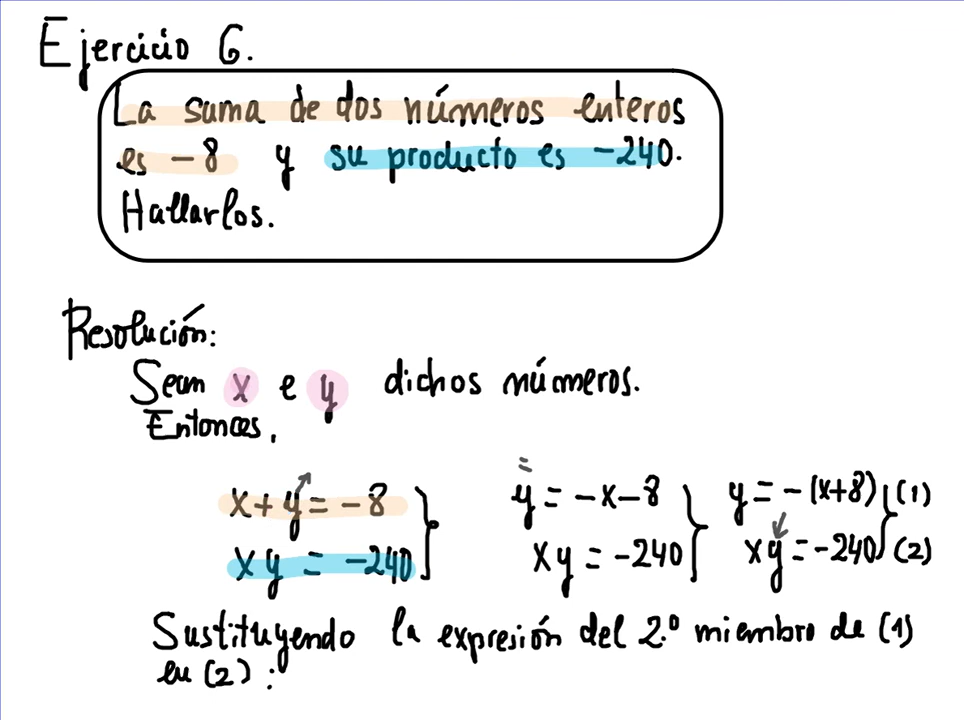 Ejercicio 6.
La suma de dos números enteros
es -8 y su producto es -240.
Hallarlos.
Resolución:
Sean x e y dichos números.
Entonces,
x+y=-8 } y=-x-8 } y=-(x+8) } (1)
xy=-240 } xy=-240 } xy=-240 } (2)
Sustituyendo la expresión del 2.º miembro de (1)
en (2):